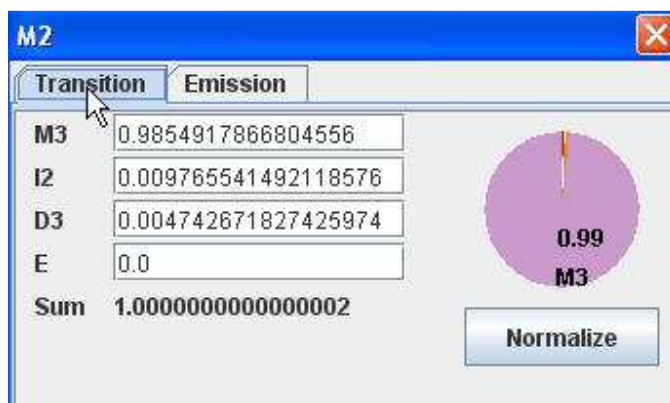 M2
Transition Emission
M3 0.9854917866804556
I2 0.009765541492118576
D3 0.004742671827425974
E 0.0
Sum 1.0000000000000002
0.99
M3
Normalize